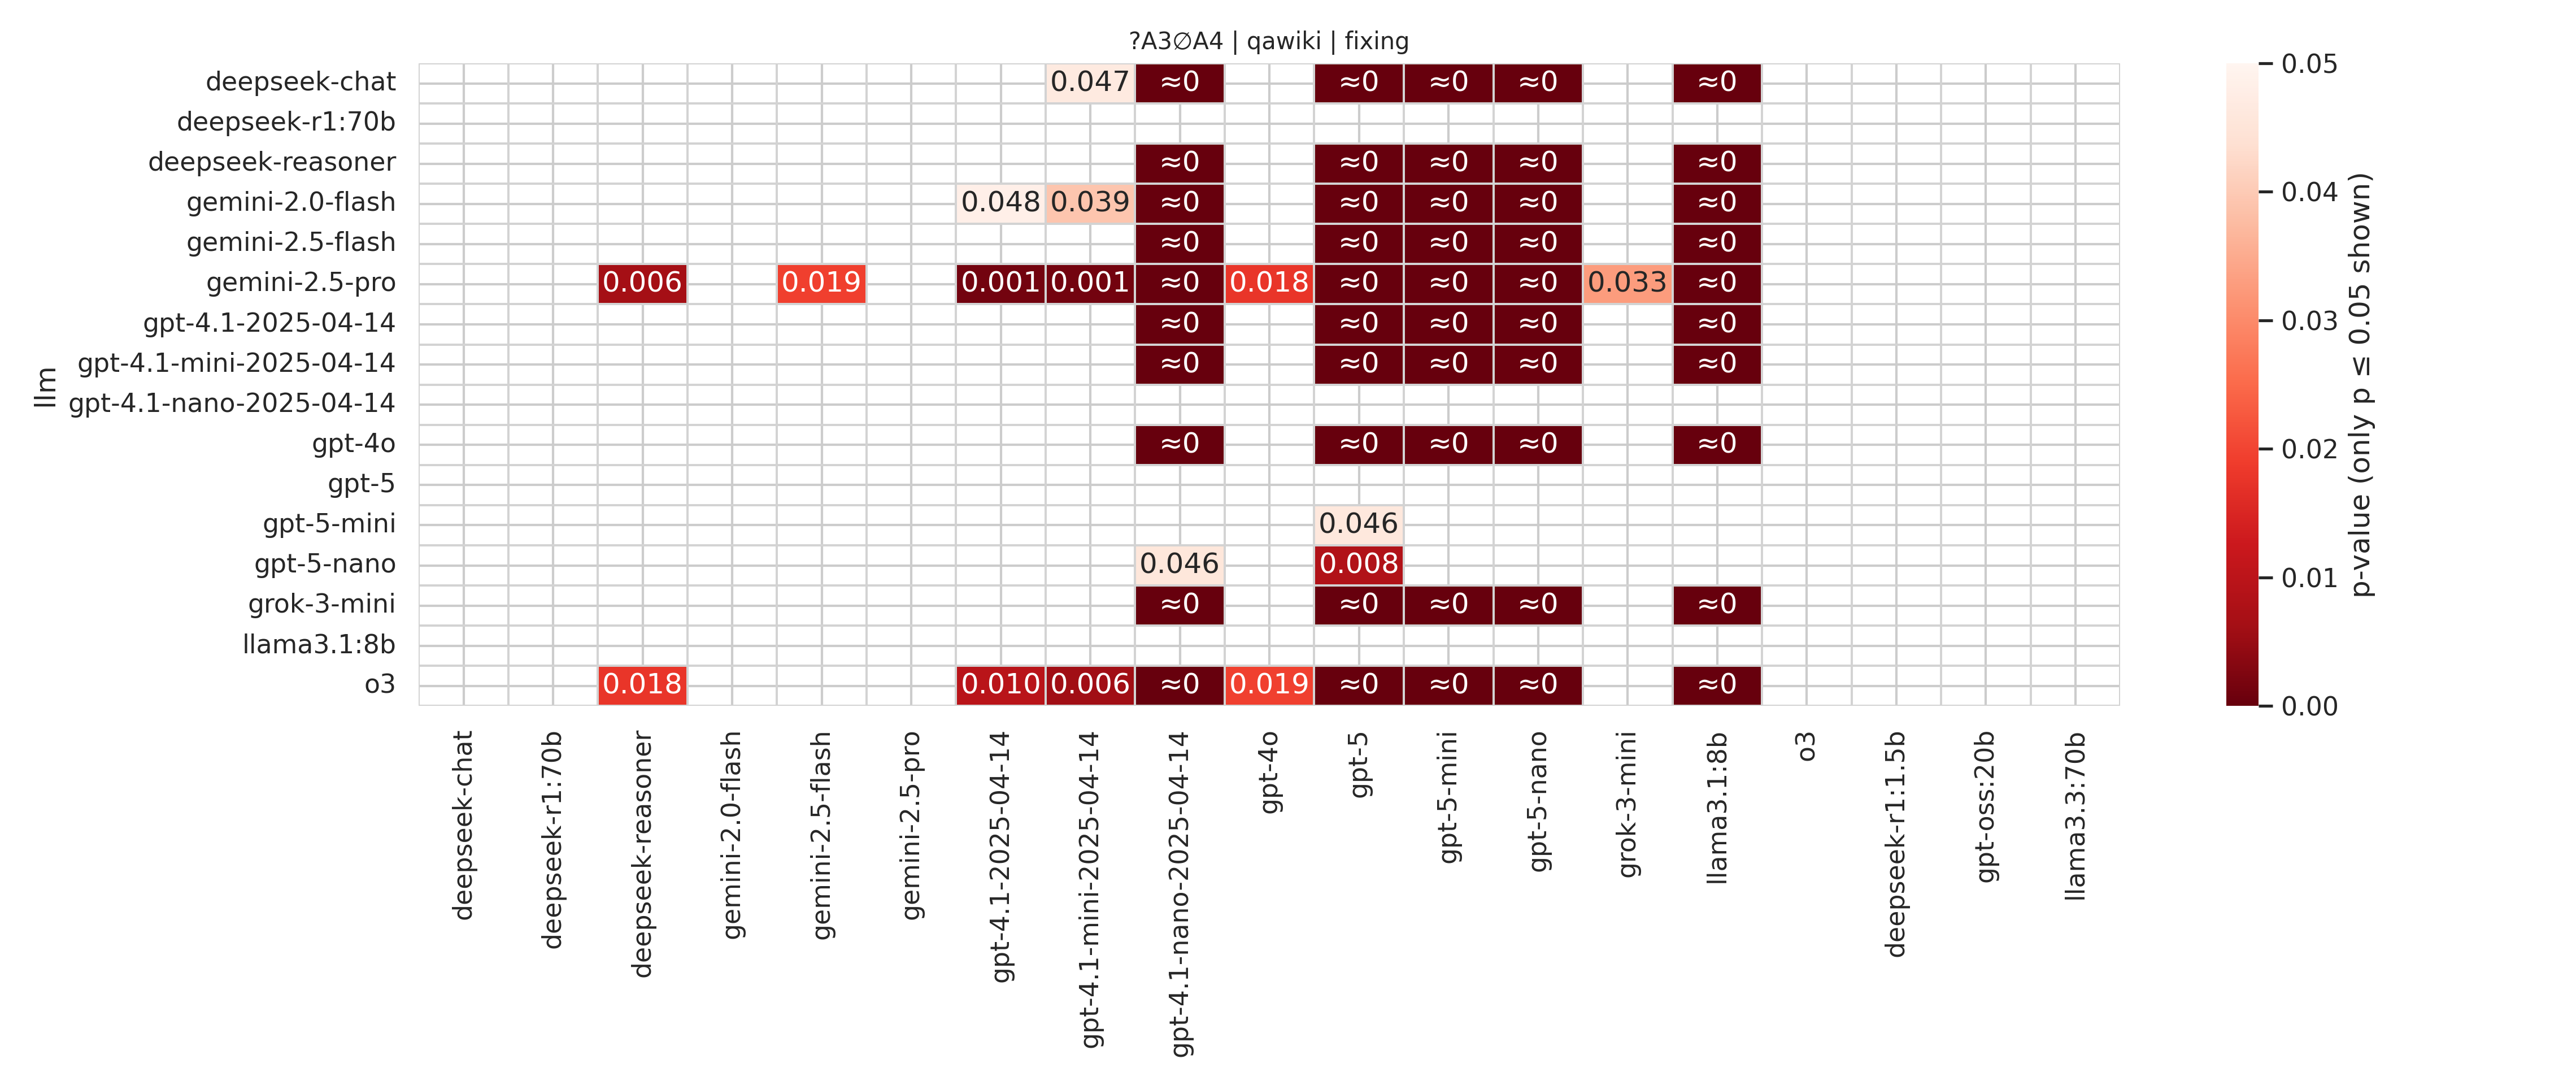 ?A3∅A4 | qawiki | fixing
deepseek-chat 0.047 ≈0 ≈0 ≈0 ≈0 ≈0
deepseek-r1:70b
deepseek-reasoner ≈0 ≈0 ≈0 ≈0 ≈0
gemini-2.0-flash 0.048 0.039 ≈0 ≈0 ≈0 ≈0 ≈0
gemini-2.5-flash ≈0 ≈0 ≈0 ≈0 ≈0
gemini-2.5-pro 0.006 0.019 0.001 0.001 ≈0 0.018 ≈0 ≈0 ≈0 0.033 ≈0
gpt-4.1-2025-04-14 ≈0 ≈0 ≈0 ≈0 ≈0
gpt-4.1-mini-2025-04-14 ≈0 ≈0 ≈0 ≈0 ≈0
gpt-4.1-nano-2025-04-14
gpt-4o ≈0 ≈0 ≈0 ≈0 ≈0
gpt-5
gpt-5-mini 0.046
gpt-5-nano 0.046 0.008
grok-3-mini ≈0 ≈0 ≈0 ≈0 ≈0
llama3.1:8b
o3 0.018 0.010 0.006 ≈0 0.019 ≈0 ≈0 ≈0 ≈0
llm
deepseek-chat
deepseek-r1:70b
deepseek-reasoner
gemini-2.0-flash
gemini-2.5-flash
gemini-2.5-pro
gpt-4.1-2025-04-14
gpt-4.1-mini-2025-04-14
gpt-4.1-nano-2025-04-14
gpt-4o
gpt-5
gpt-5-mini
gpt-5-nano
grok-3-mini
llama3.1:8b
o3
deepseek-r1:1.5b
gpt-oss:20b
llama3.3:70b
0.05
0.04
0.03
0.02
0.01
0.00
p-value (only p ≤ 0.05 shown)